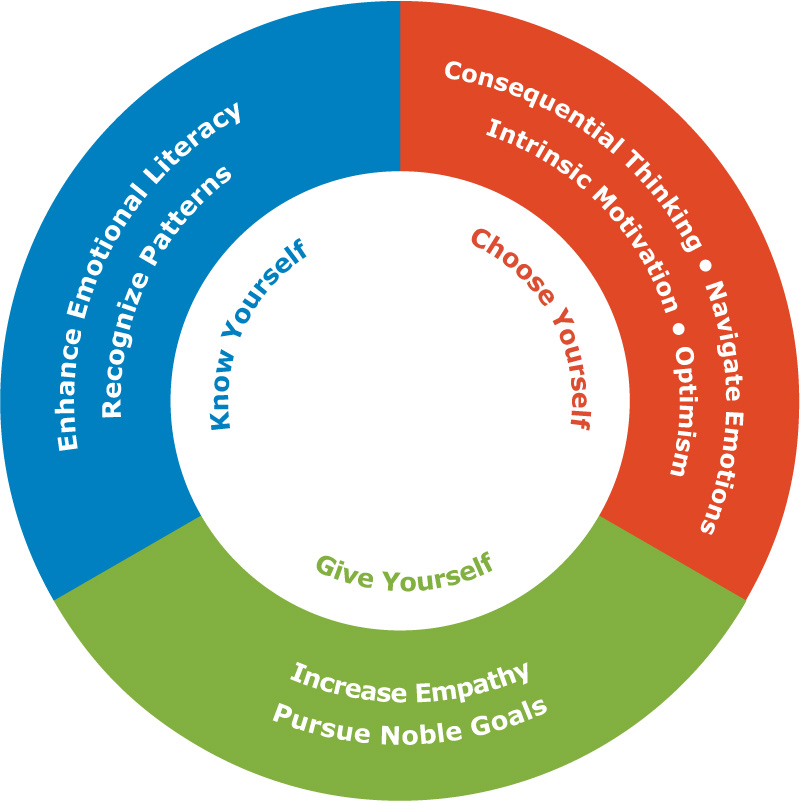 Enhance Emotional Literacy
Recognize Patterns
Know Yourself
Consequential Thinking • Navigate Emotions
Intrinsic Motivation • Optimism
Choose Yourself
Give Yourself
Increase Empathy
Pursue Noble Goals